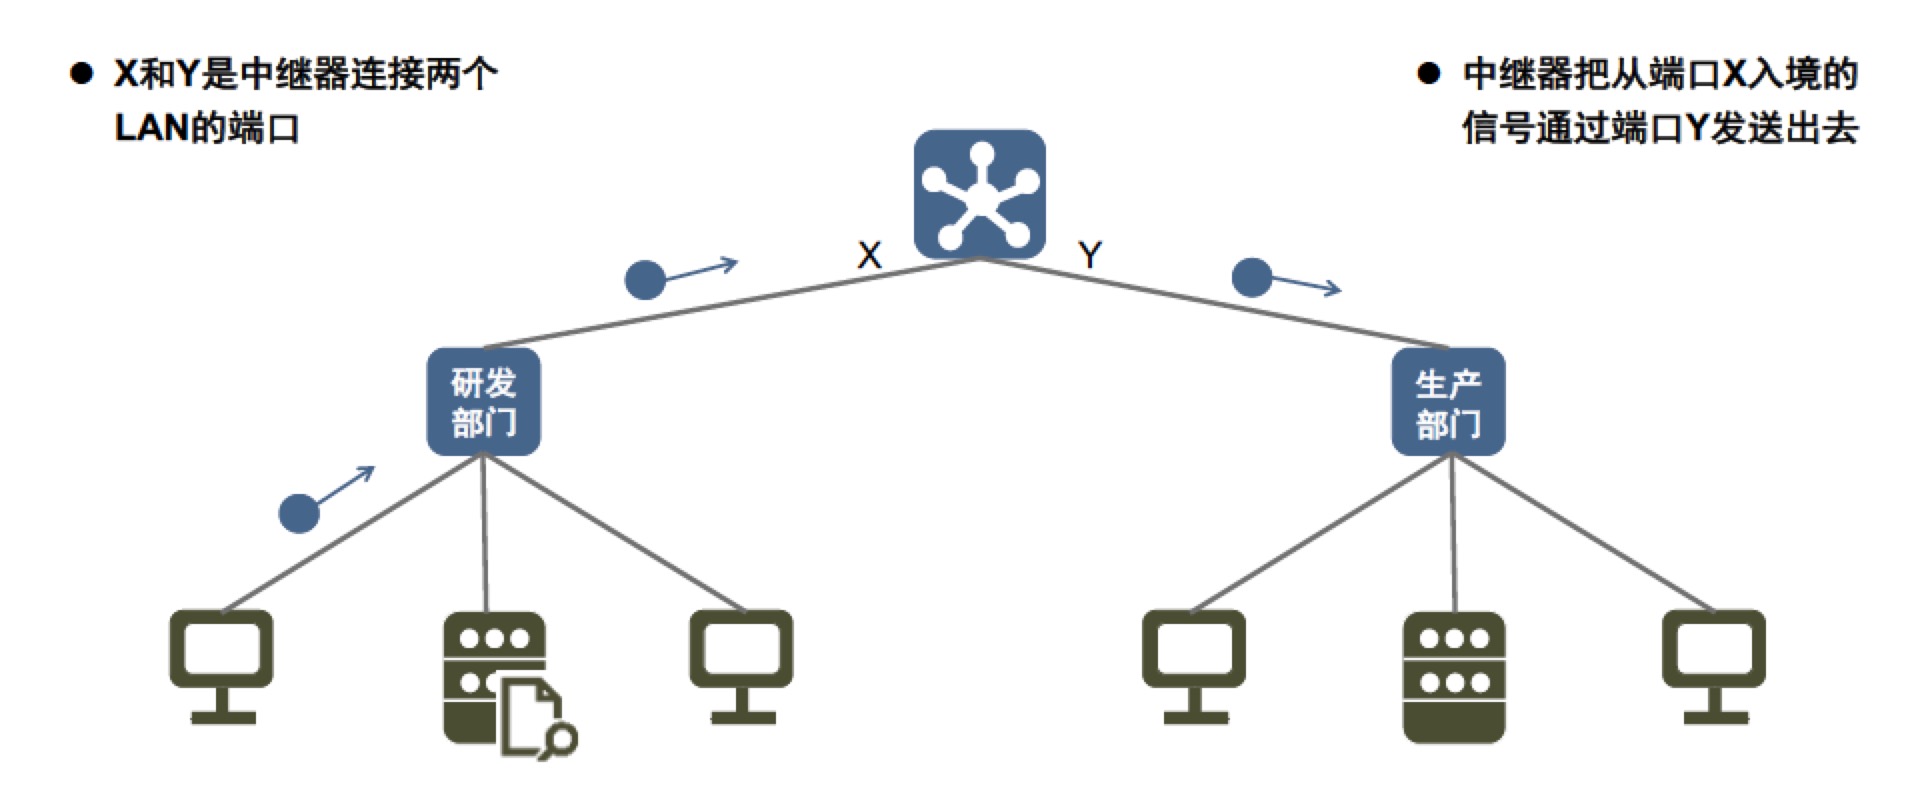 ● X和Y是中继器连接两个
LAN的端口
● 中继器把从端口X入境的
信号通过端口Y发送出去
X
Y
研发
部门
生产
部门